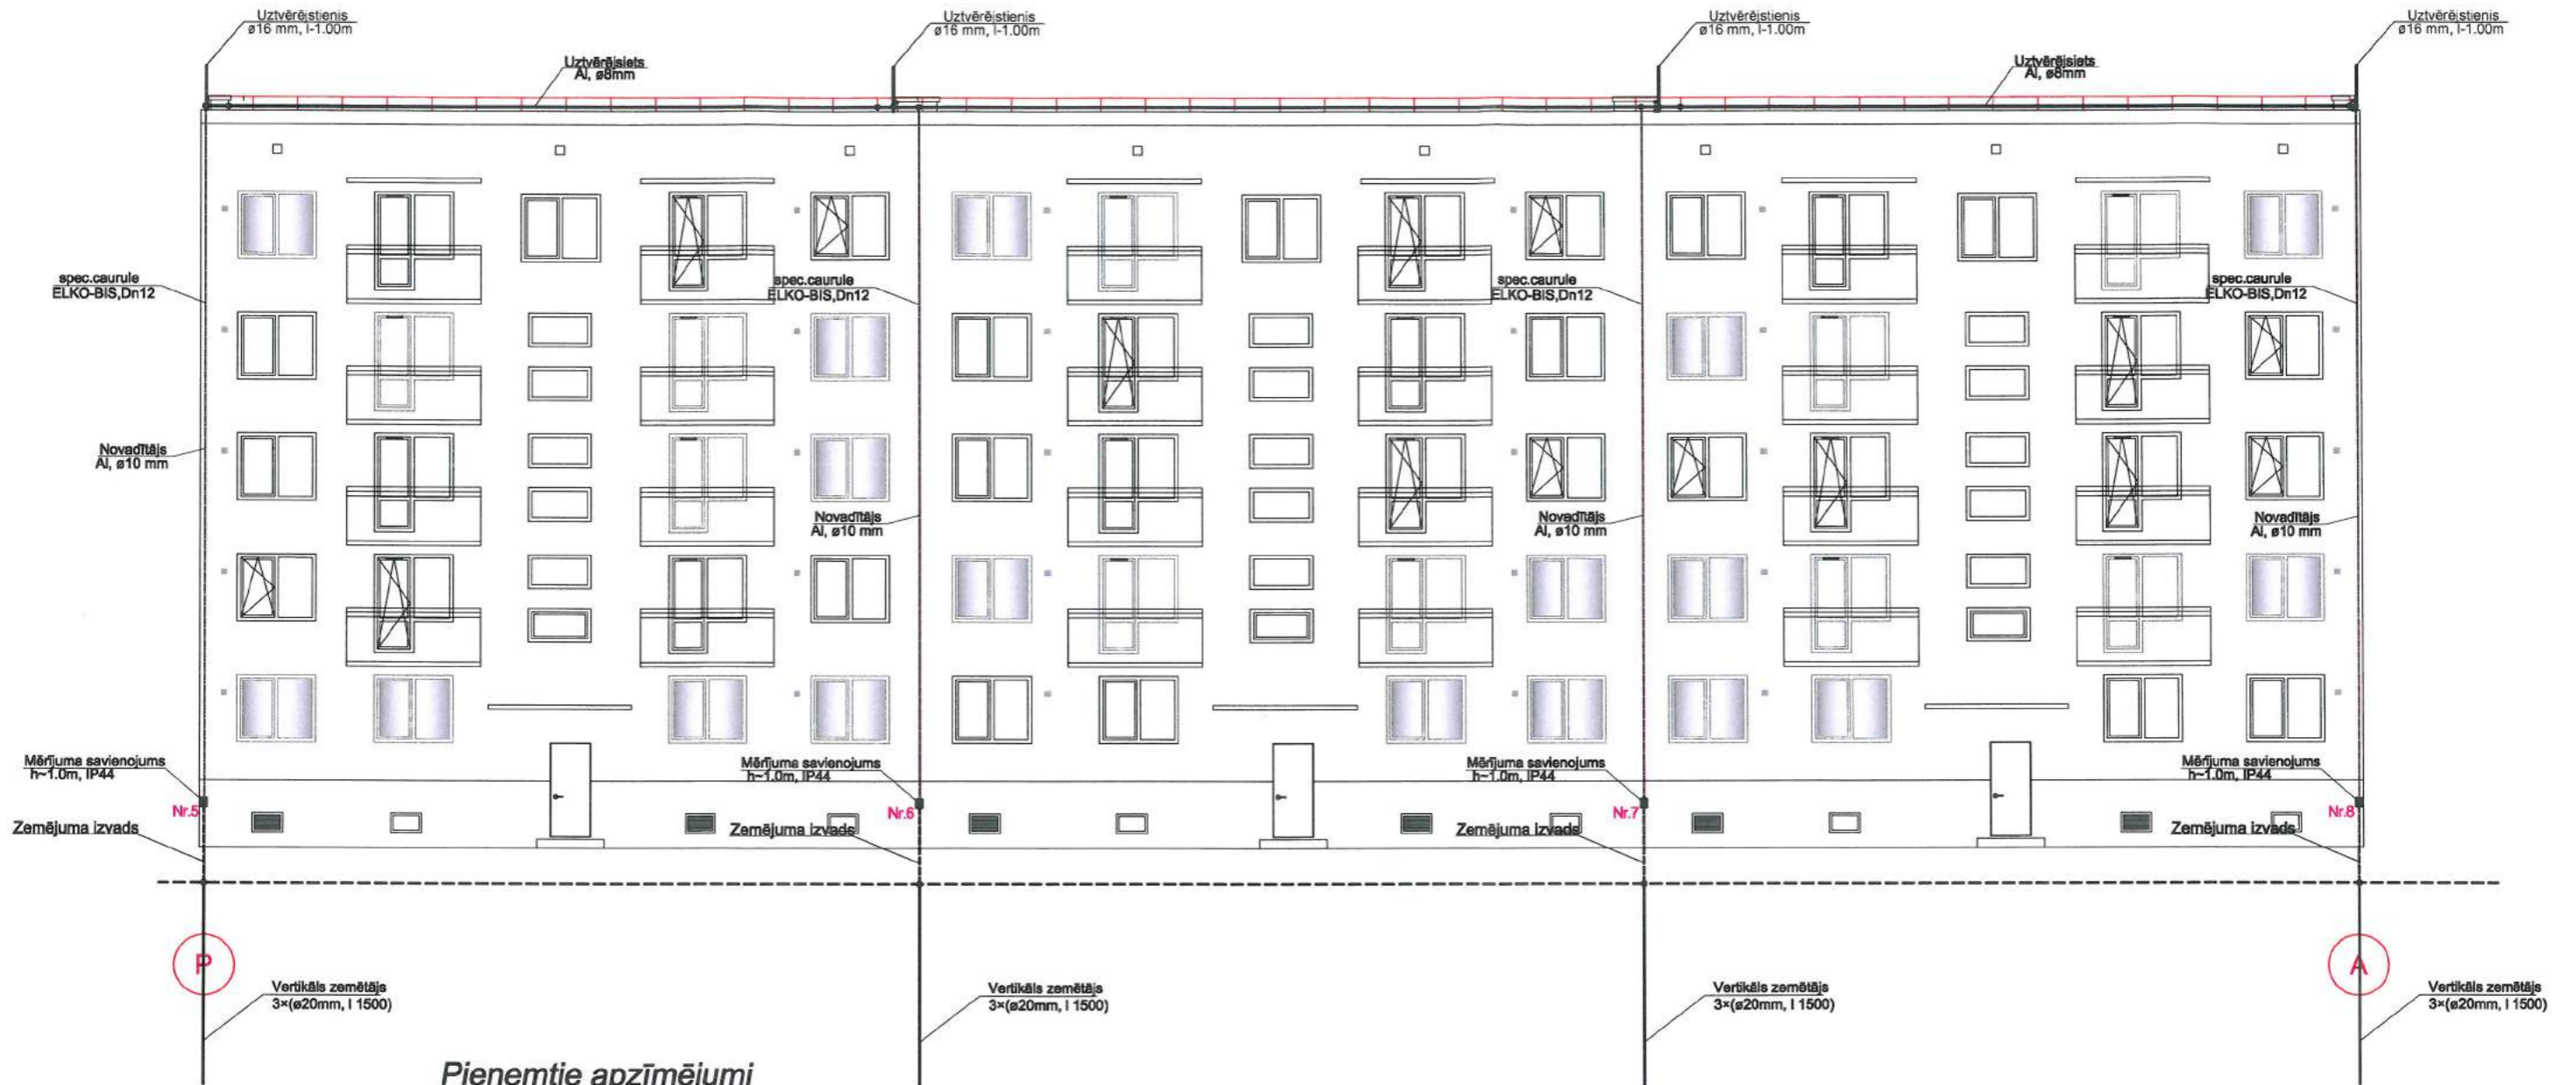 Uztvērējstienis
ø16 mm, l-1.00m
Uztvērējstienis
ø16 mm, l-1.00m
Uztvērējstienis
ø16 mm, l-1.00m
Uztvērējstienis
ø16 mm, l-1.00m
Uztvērējsiets
Al, ø8mm
Uztvērējsiets
Al, ø8mm
spec.caurule
ELKO-BIS,Dn12
spec.caurule
ELKO-BIS,Dn12
spec.caurule
ELKO-BIS,Dn12
spec.caurule
ELKO-BIS,Dn12
Novadītājs
Al, ø10 mm
Novadītājs
Al, ø10 mm
Novadītājs
Al, ø10 mm
Novadītājs
Al, ø10 mm
Mērījuma savienojums
h~1.0m, IP44
Mērījuma savienojums
h~1.0m, IP44
Mērījuma savienojums
h~1.0m, IP44
Mērījuma savienojums
h~1.0m, IP44
Nr.5
Nr.6
Nr.7
Nr.8
Zemējuma izvads
Zemējuma izvads
Zemējuma izvads
Zemējuma izvads
P
A
Vertikāls zemētājs
3×(ø20mm, l 1500)
Vertikāls zemētājs
3×(ø20mm, l 1500)
Vertikāls zemētājs
3×(ø20mm, l 1500)
Vertikāls zemētājs
3×(ø20mm, l 1500)
Pieņemtie apzīmējumi